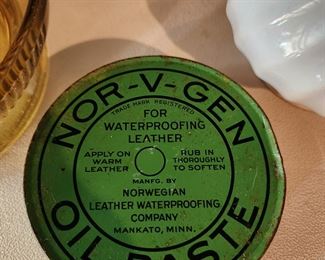 NOR-V-GEN
TRADE MARK REGISTERED
FOR
WATERPROOFING
LEATHER
APPLY ON
WARM
LEATHER
RUB IN
THOROUGHLY
TO SOFTEN
MANFG. BY
NORWEGIAN
LEATHER WATERPROOFING
COMPANY
MANKATO, MINN.
OIL PASTE